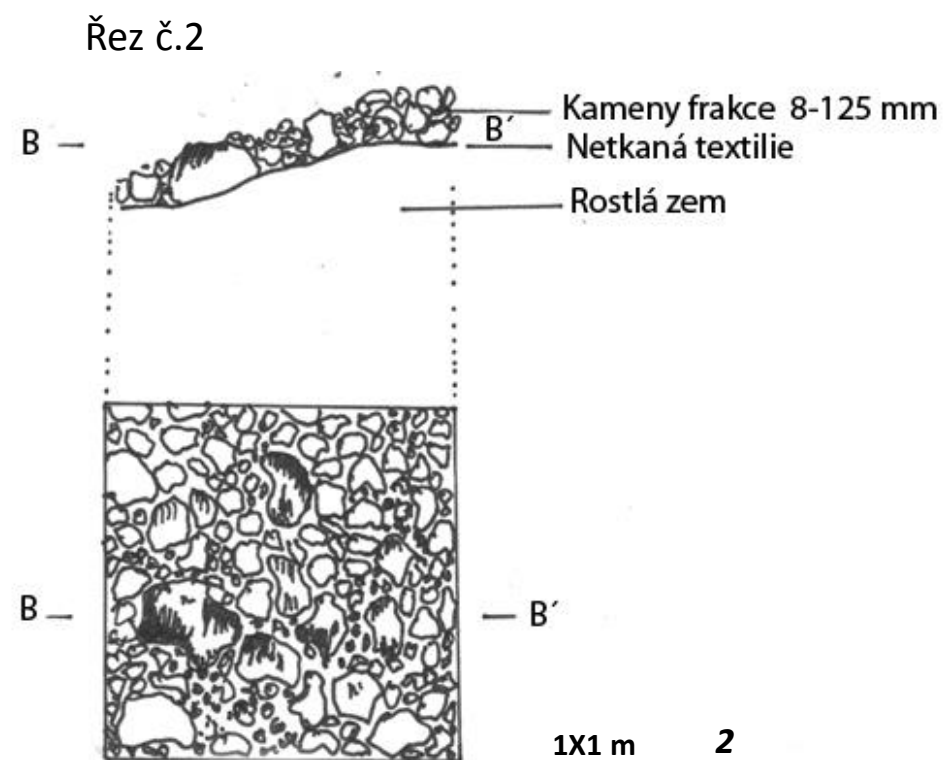 Řez č.2
Kameny frakce 8-125 mm
B B´
Netkaná textilie
Rostlá zem
B B´
1X1 m 2